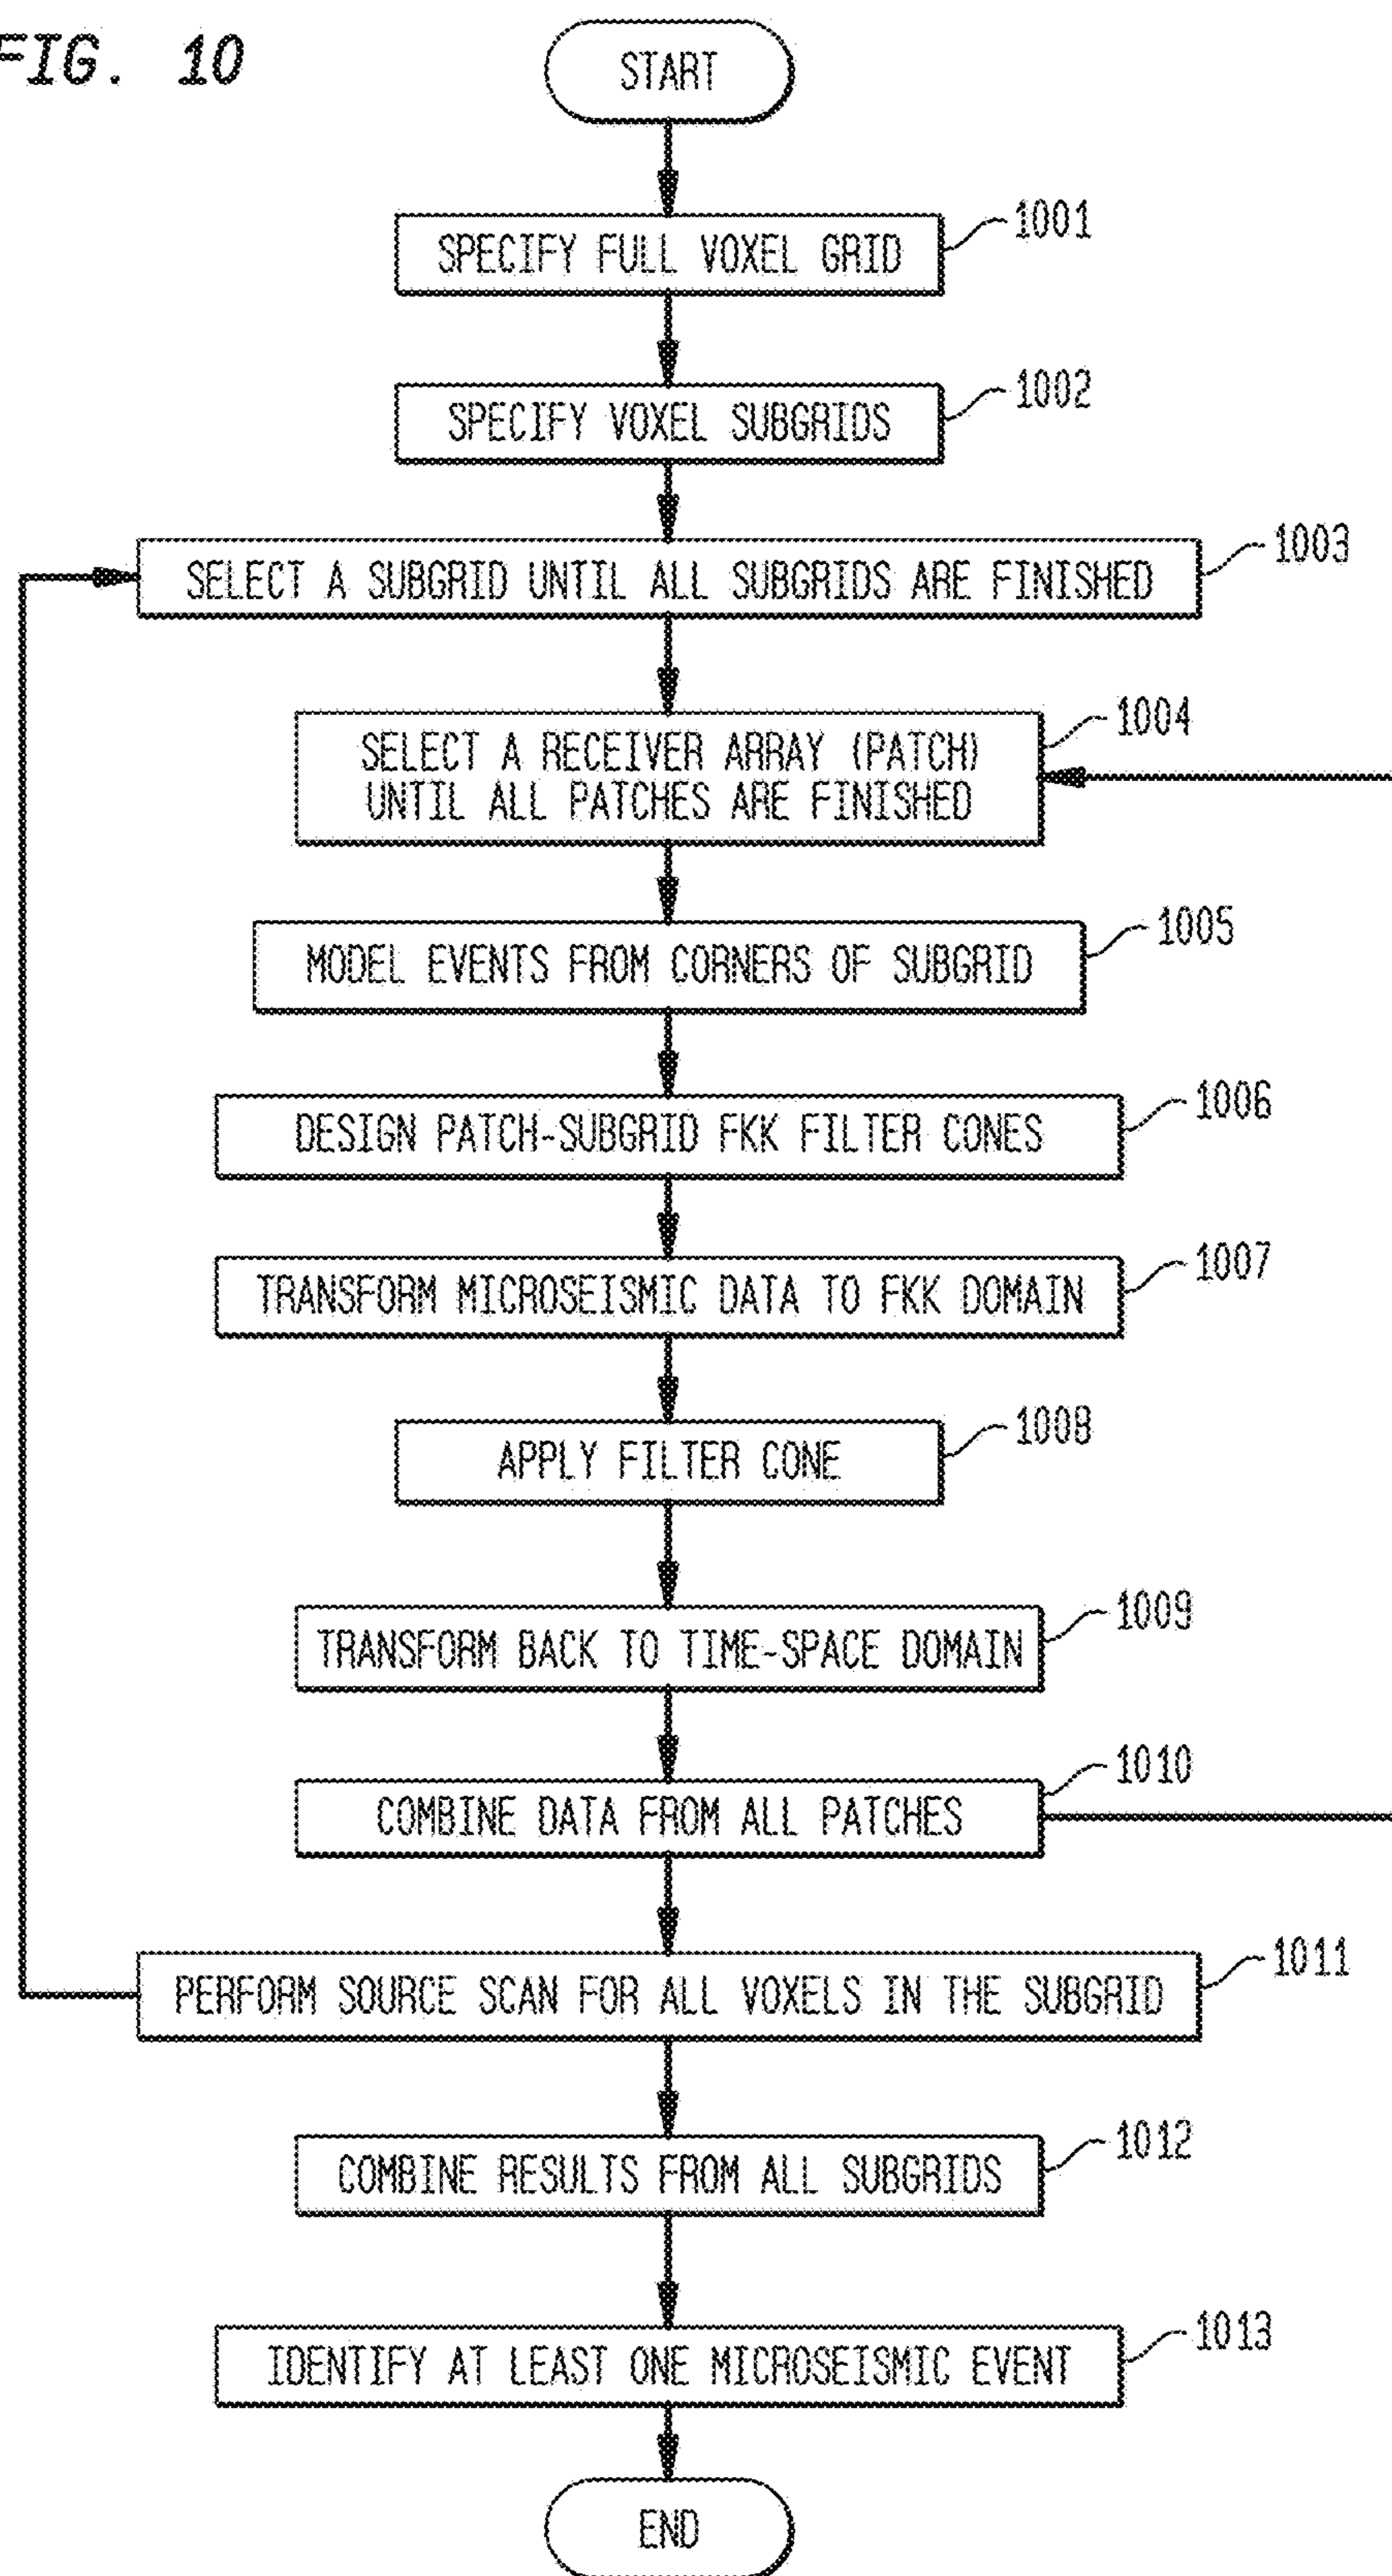 FIG. 10
START
SPECIFY FULL VOXEL GRID
1001
SPECIFY VOXEL SUBGRIDS
1002
SELECT A SUBGRID UNTIL ALL SUBGRIDS ARE FINISHED
1003
SELECT A RECEIVER ARRAY (PATCH)
UNTIL ALL PATCHES ARE FINISHED
1004
MODEL EVENTS FROM CORNERS OF SUBGRID
1005
DESIGN PATCH-SUBGRID FKK FILTER CONES
1006
TRANSFORM MICROSEISMIC DATA TO FKK DOMAIN
1007
APPLY FILTER CONE
1008
TRANSFORM BACK TO TIME-SPACE DOMAIN
1009
COMBINE DATA FROM ALL PATCHES
1010
PERFORM SOURCE SCAN FOR ALL VOXELS IN THE SUBGRID
1011
COMBINE RESULTS FROM ALL SUBGRIDS
1012
IDENTIFY AT LEAST ONE MICROSEISMIC EVENT
1013
END